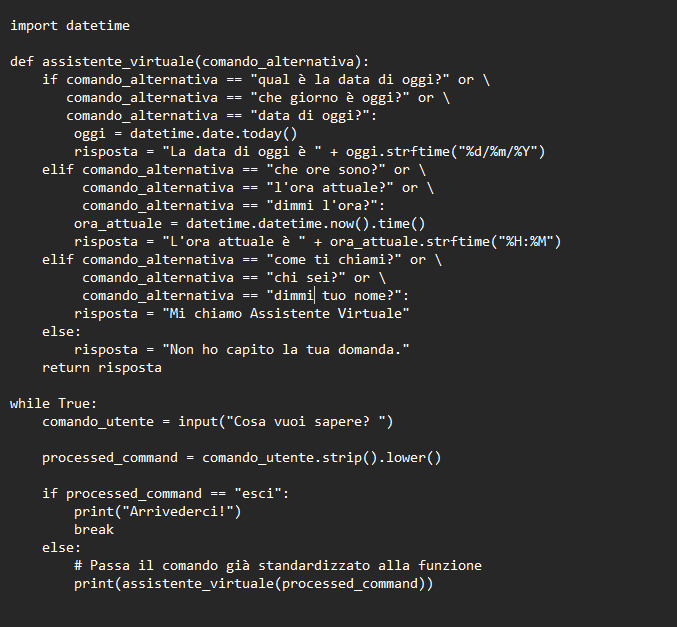 import datetime

def assistente_virtuale(comando_alternativa):
    if comando_alternativa == "qual è la data di oggi?" or \
       comando_alternativa == "che giorno è oggi?" or \
       comando_alternativa == "data di oggi?":
        oggi = datetime.date.today()
        risposta = "La data di oggi è " + oggi.strftime("%d/%m/%Y")
    elif comando_alternativa == "che ore sono?" or \
         comando_alternativa == "l'ora attuale?" or \
         comando_alternativa == "dimmi l'ora?":
        ora_attuale = datetime.datetime.now().time()
        risposta = "L'ora attuale è " + ora_attuale.strftime("%H:%M")
    elif comando_alternativa == "come ti chiami?" or \
         comando_alternativa == "chi sei?" or \
         comando_alternativa == "dimmi tuo nome?":
        risposta = "Mi chiamo Assistente Virtuale"
    else:
        risposta = "Non ho capito la tua domanda."
    return risposta

while True:
    comando_utente = input("Cosa vuoi sapere? ")

    processed_command = comando_utente.strip().lower()

    if processed_command == "esci":
        print("Arrivederci!")
        break
    else:
        # Passa il comando già standardizzato alla funzione
        print(assistente_virtuale(processed_command))